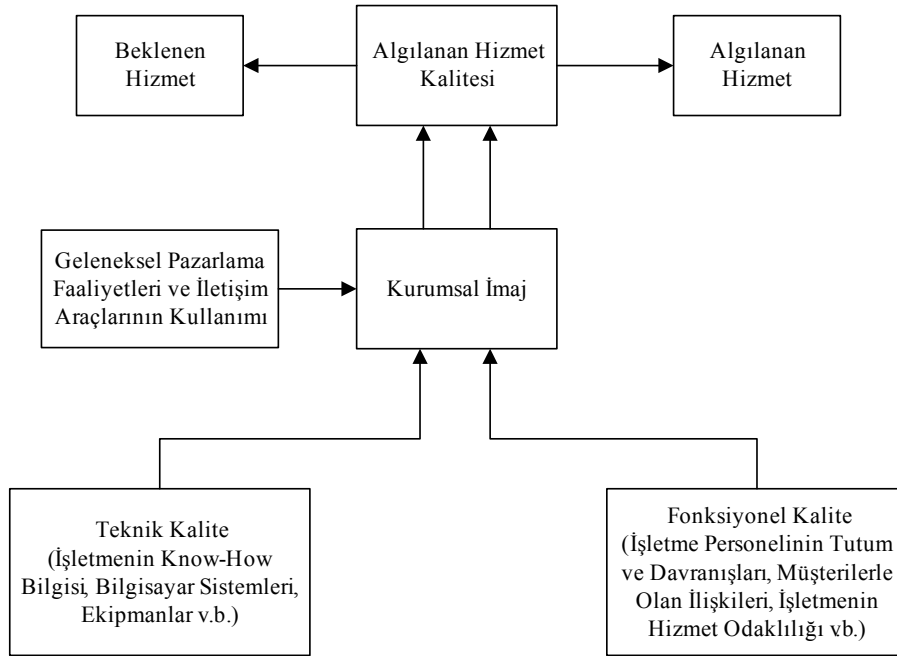 Beklenen
Hizmet
Algılanan Hizmet
Kalitesi
Algılanan
Hizmet
Geleneksel Pazarlama
Faaliyetleri ve İletişim
Araçlarının Kullanımı
Kurumsal İmaj
Teknik Kalite
(İşletmenin Know-How
Bilgisi, Bilgisayar Sistemleri,
Ekipmanlar v.b.)
Fonksiyonel Kalite
(İşletme Personelinin Tutum
ve Davranışları, Müşterilerle
Olan İlişkileri, İşletmenin
Hizmet Odaklılığı v.b.)